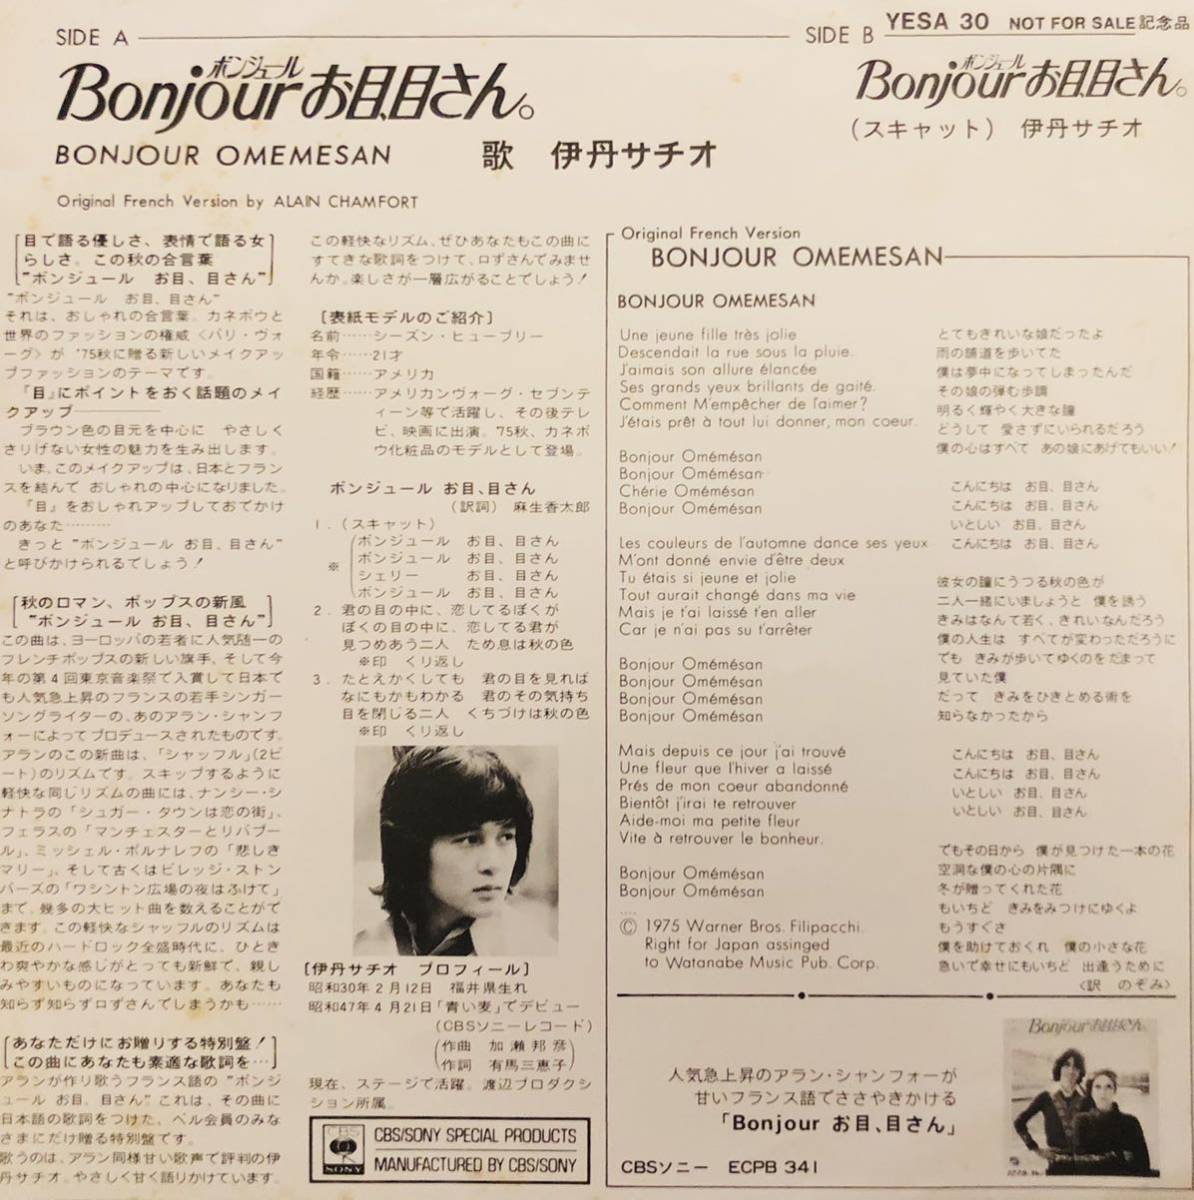 SIDE A
SIDE B
YESA 30 NOT FOR SALE 記念品
ボンジュール
Bonjourお目、目さん。
BONJOUR OMEMESAN 歌 伊丹サチオ
Original French Version by ALAIN CHAMFORT
ボンジュール
Bonjourお目、目さん。
(スキャット) 伊丹サチオ
[目で語る優しさ、表情で語る女
らしさ。この秋の合言葉
"ボンジュール お目、目さん"]
"ボンジュール お目、目さん"
それは、おしゃれの合言葉。カネボウと
世界のファッションの権威〈パリ・ヴォ
ーグ〉が '75秋に贈る新しいメイクアッ
プファッションのテーマです。
「目」にポイントをおく話題のメイ
クアップ――――
ブラウン色の目元を中心に やさしく
さりげない女性の魅力を生み出します。
いま、このメイクアップは、日本とフラン
スを結んで おしゃれの中心になりました。
『目』をおしゃれアップしておでかけ
のあなた………
きっと "ボンジュール お目、目さん"
と呼びかけられるでしょう!
[秋のロマン、ポップスの新風
"ボンジュール お目、目さん"]
この曲は、ヨーロッパの若者に人気随一の
フレンチポップスの新しい旗手、そして今
年の第4回東京音楽祭で入賞して日本で
も人気急上昇のフランスの若手シンガー
ソングライターの、あのアラン・シャンフ
ォーによってプロデュースされたものです。
アランのこの新曲は、「シャッフル」(2ビ
ート)のリズムです。スキップするように
軽快な同じリズムの曲には、ナンシー・シ
ナトラの「シュガー・タウンは恋の街」、
フェラスの「マンチェスターとリバプー
ル」、ミッシェル・ポルナレフの「悲しき
マリー」、そして古くはビレッジ・ストン
パーズの「ワシントン広場の夜はふけて」
まで、幾多の大ヒット曲を数えることがで
きます。この軽快なシャッフルのリズムは
最近のハードロック全盛時代に、ひとき
わ爽やかな感じがとっても新鮮で、親し
みやすいものになっています。あなたも
知らず知らず口ずさんでしまうかも……
[あなただけにお贈りする特別盤!
この曲にあなたも素適な歌詞を…]
アランが作り歌うフランス語の "ボンジ
ュール お目、目さん" これは、その曲に
日本語の歌詞をつけた、ベル会員のみな
さまにだけ贈る特別盤です。
歌うのは、アラン同様甘い歌声で評判の伊
丹サチオ。やさしく甘く語りかけています。
この軽快なリズム、ぜひあなたもこの曲に
すてきな歌詞をつけて、口ずさんでみませ
んか。楽しさが一層広がることでしょう!
[表紙モデルのご紹介]
名前……シーズン・ヒューブリー
年令……21才
国籍……アメリカ
経歴……アメリカンヴォーグ・セブンテ
ィーン等で活躍し、その後テレ
ビ、映画に出演。'75秋、カネボ
ウ化粧品のモデルとして登場。
ボンジュール お目、目さん
(訳詞) 麻生香太郎
1.(スキャット)
※
ボンジュール お目、目さん
ボンジュール お目、目さん
シェリー お目、目さん
ボンジュール お目、目さん
2.君の目の中に、恋してるぼくが
ぼくの目の中に、恋してる君が
見つめあう二人 ため息は秋の色
※印 くり返し
3.たとえかくしても 君の目を見れば
なにもかもわかる 君のその気持ち
目を閉じる二人 くちづけは秋の色
※印 くり返し
[伊丹サチオ プロフィール]
昭和30年2月12日 福井県生れ
昭和47年4月21日「青い麦」でデビュー
(CBSソニーレコード)
(作曲 加瀬邦彦
作詞 有馬三恵子)
現在、ステージで活躍。渡辺プロダクシ
ョン所属。
CBS
SONY
CBS/SONY SPECIAL PRODUCTS
MANUFACTURED BY CBS/SONY
Original French Version
BONJOUR OMEMESAN
BONJOUR OMEMESAN
Une jeune fille très jolie
Descendait la rue sous la pluie.
J'aimais son allure élancée
Ses grands yeux brillants de gaité.
Comment M'empêcher de l'aimer?
J'étais prêt à tout lui donner, mon coeur.
Bonjour Omémésan
Bonjour Omémésan
Chérie Omémésan
Bonjour Omémésan
Les couleurs de l'automne dance ses yeux
M'ont donné envie d'être deux
Tu étais si jeune et jolie
Tout aurait changé dans ma vie
Mais je t'ai laissé t'en aller
Car je n'ai pas su t'arrêter
Bonjour Omémésan
Bonjour Omémésan
Bonjour Omémésan
Bonjour Omémésan
Mais depuis ce jour j'ai trouvé
Une fleur que l'hiver a laissé
Prés de mon coeur abandonné
Bientôt j'irai te retrouver
Aide-moi ma petite fleur
Vite à retrouver le bonheur.
Bonjour Omémésan
Bonjour Omémésan
....
© 1975 Warner Bros. Filipacchi.
Right for Japan assinged
to Watanabe Music Pub. Corp.
とてもきれいな娘だったよ
雨の舗道を歩いてた
僕は夢中になってしまったんだ
その娘の弾む歩調
明るく輝やく大きな瞳
どうして 愛さずにいられるだろう
僕の心はすべて あの娘にあげてもいい!
こんにちは お目、目さん
こんにちは お目、目さん
いとしい お目、目さん
こんにちは お目、目さん
彼女の瞳にうつる秋の色が
二人一緒にいましょうと 僕を誘う
きみはなんて若く、きれいなんだろう
僕の人生は すべてが変わっただろうに
でも きみが歩いてゆくのをだまって
見ていた僕
だって きみをひきとめる術を
知らなかったから
こんにちは お目、目さん
こんにちは お目、目さん
いとしい お目、目さん
いとしい お目、目さん
でもその日から 僕が見つけた一本の花
空洞な僕の心の片隅に
冬が贈ってくれた花
もいちど きみをみつけにゆくよ
もうすぐさ
僕を助けておくれ 僕の小さな花
急いで幸せにもいちど 出逢うために
〈訳 のぞみ〉
人気急上昇のアラン・シャンフォーが
甘いフランス語でささやきかける
「Bonjour お目、目さん」
CBSソニー ECPB 341
Bonjourお目、目さん。